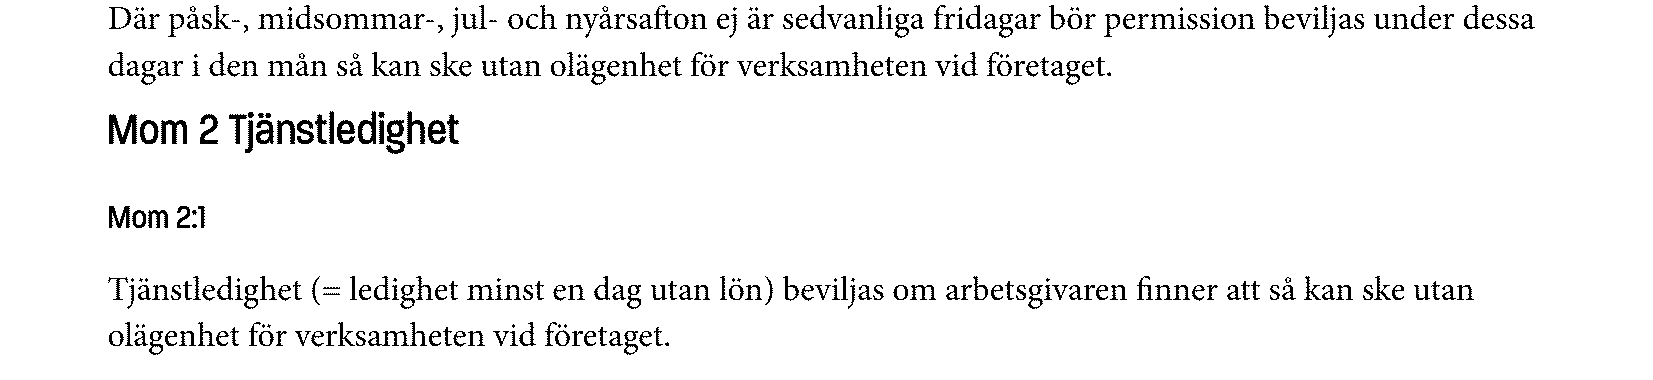 Där påsk-, midsommar-, jul- och nyårsafton ej är sedvanliga fridagar bör permission beviljas under dessa
dagar i den mån så kan ske utan olägenhet för verksamheten vid företaget.
Mom 2 Tjänstledighet
Mom 2:1
Tjänstledighet (= ledighet minst en dag utan lön) beviljas om arbetsgivaren finner att så kan ske utan
olägenhet för verksamheten vid företaget.